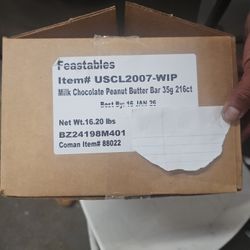 Feastables
Item# USCL2007-WIP
Milk Chocolate Peanut Butter Bar 35g 216ct
Best By: 16 JAN 26
Net Wt.16.20 lbs
BZ24198M401
Coman Item# 88022